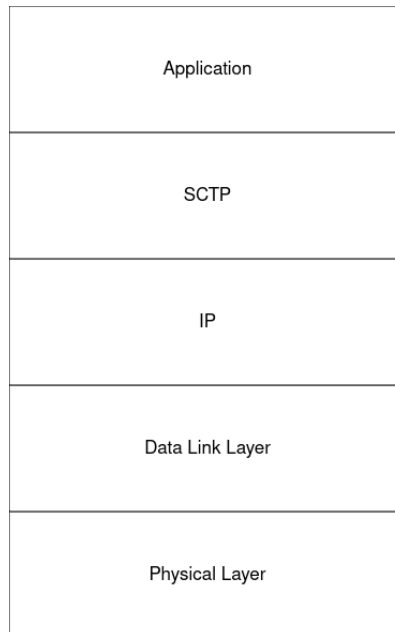 Application
SCTP
IP
Data Link Layer
Physical Layer